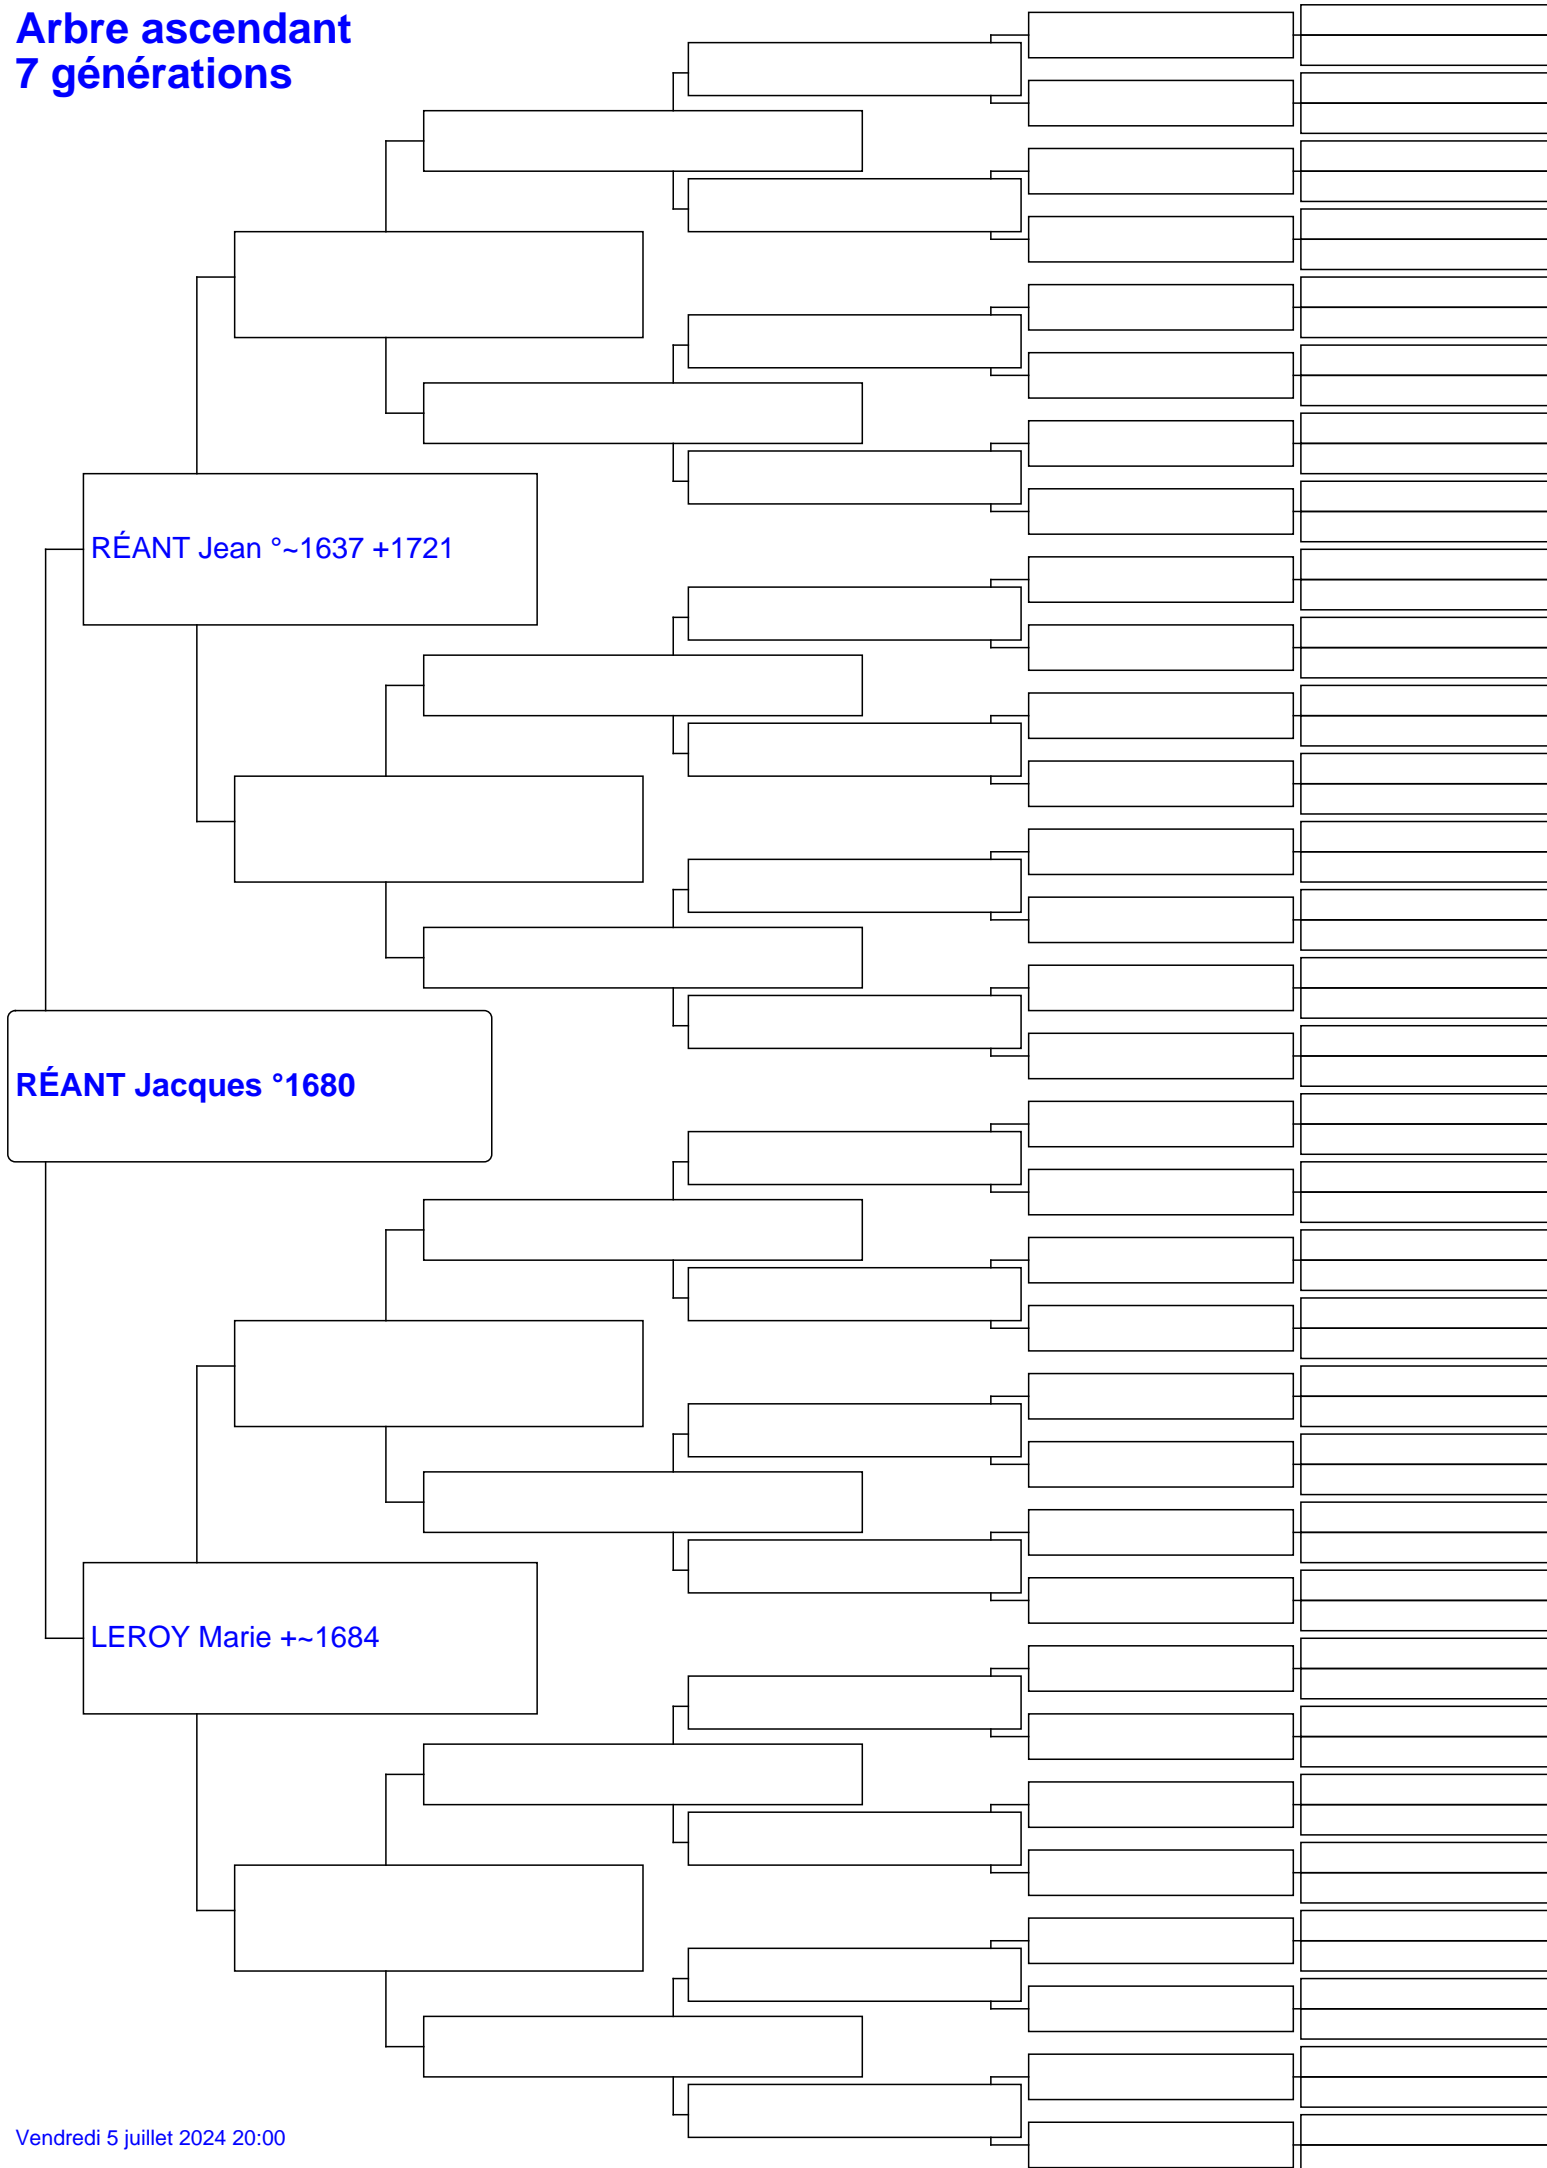 Arbre ascendant
7 générations
RÉANT Jean °~1637 +1721
RÉANT Jacques °1680
LEROY Marie +~1684
Vendredi 5 juillet 2024 20:00